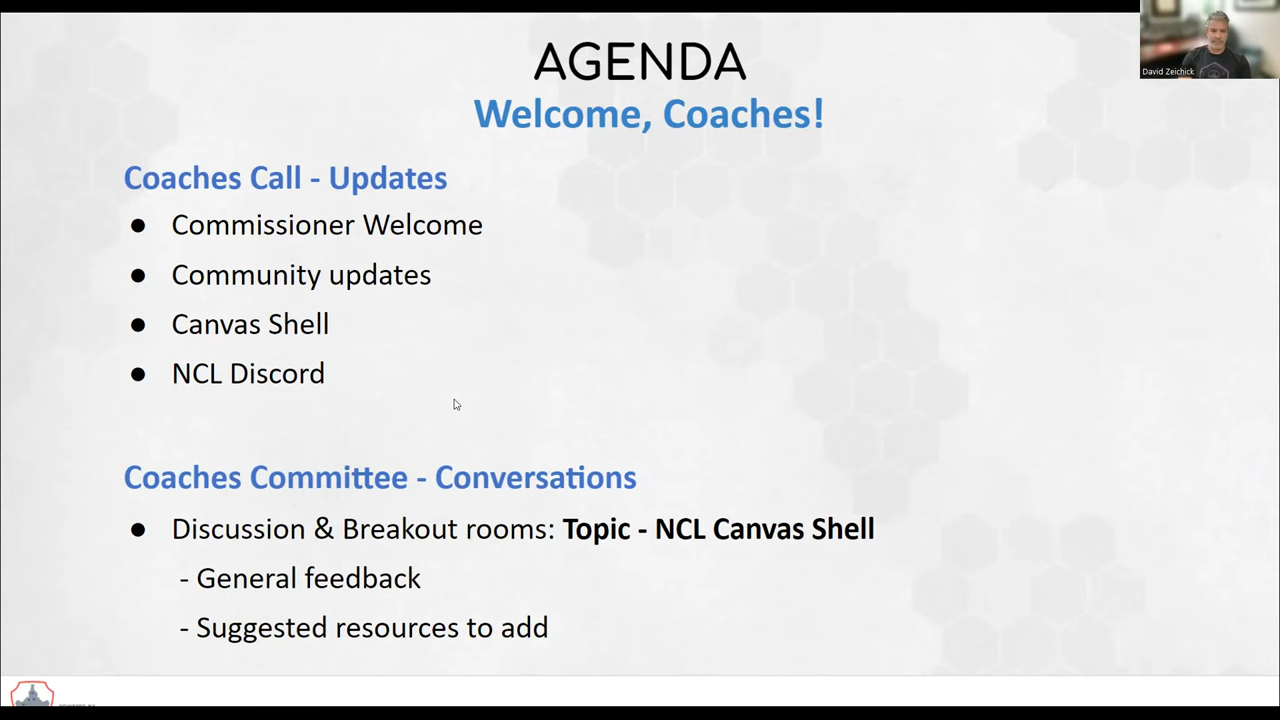 AGENDA
Welcome, Coaches!
David Zeichick
Coaches Call - Updates
● Commissioner Welcome
● Community updates
● Canvas Shell
● NCL Discord
Coaches Committee - Conversations
● Discussion & Breakout rooms: Topic - NCL Canvas Shell
- General feedback
- Suggested resources to add